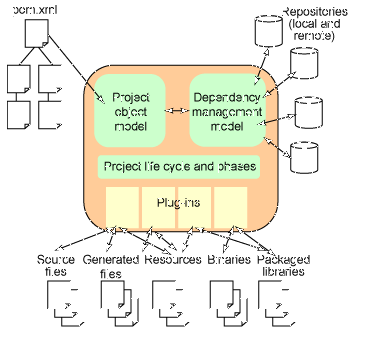 pom.xml
Repositories
(local and
remote)
Project
object
model
Dependency
management
model
Project life cycle and phases
Plug-ins
Source
files
Generated
files
Resources
Binaries
Packaged
libraries